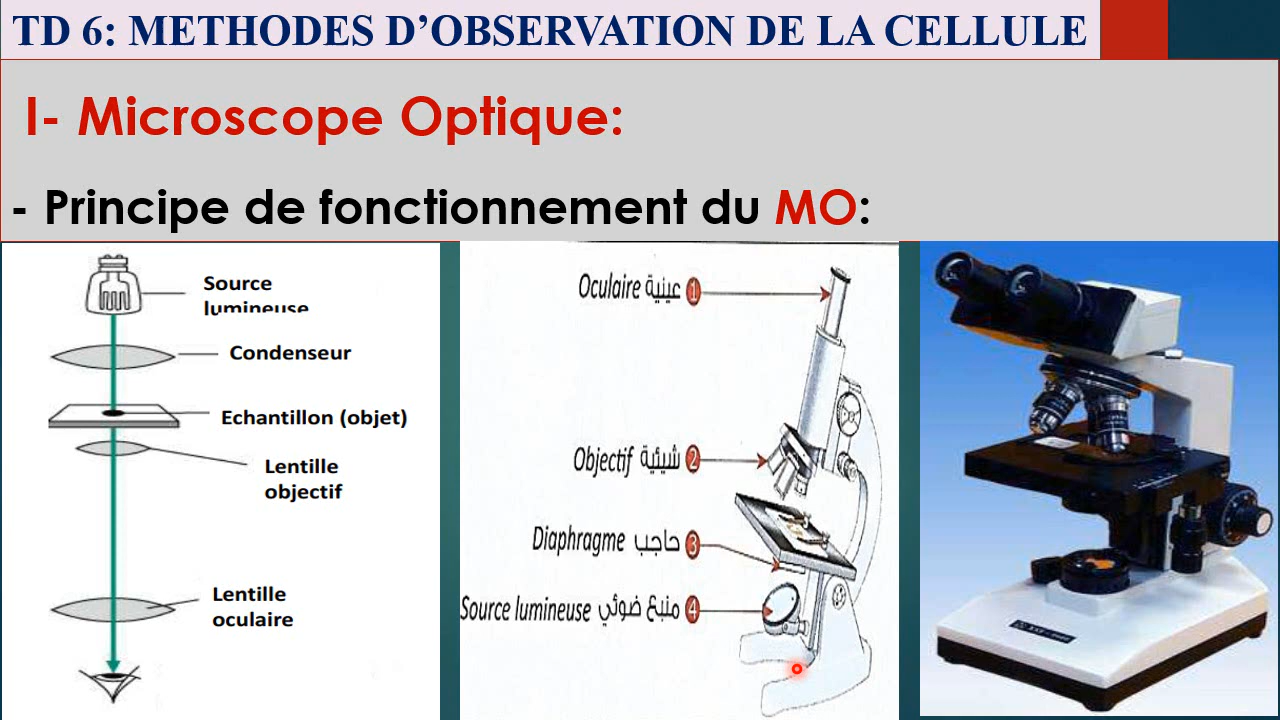 TD 6: METHODES D’OBSERVATION DE LA CELLULE
I- Microscope Optique:
- Principe de fonctionnement du MO:
Source
lumineuse
Condenseur
Echantillon (objet)
Lentille
objectif
Lentille
oculaire
Oculaire عينية 1
Objectif شيئية 2
Diaphragme حاجب 3
Source lumineuse منبع ضوئي 4